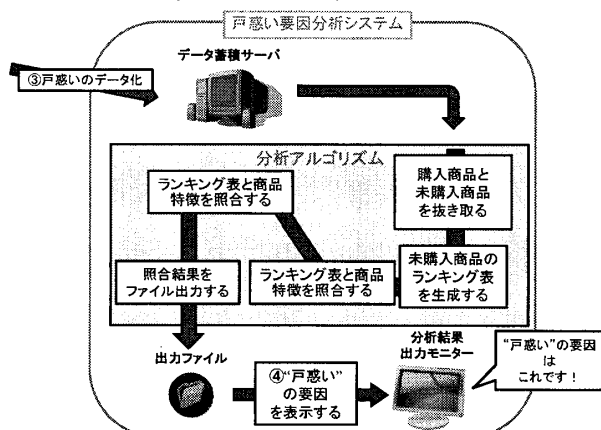 戸惑い要因分析システム
データ蓄積サーバ
③戸惑いのデータ化
分析アルゴリズム
購入商品と
未購入商品
を抜き取る
未購入商品の
ランキング表
を生成する
ランキング表と商品
特徴を照合する
ランキング表と商品
特徴を照合する
照合結果を
ファイル出力する
出力ファイル
④“戸惑い”
の要因
を表示する
分析結果
出力モニター
“戸惑い”の要因
は
これです！